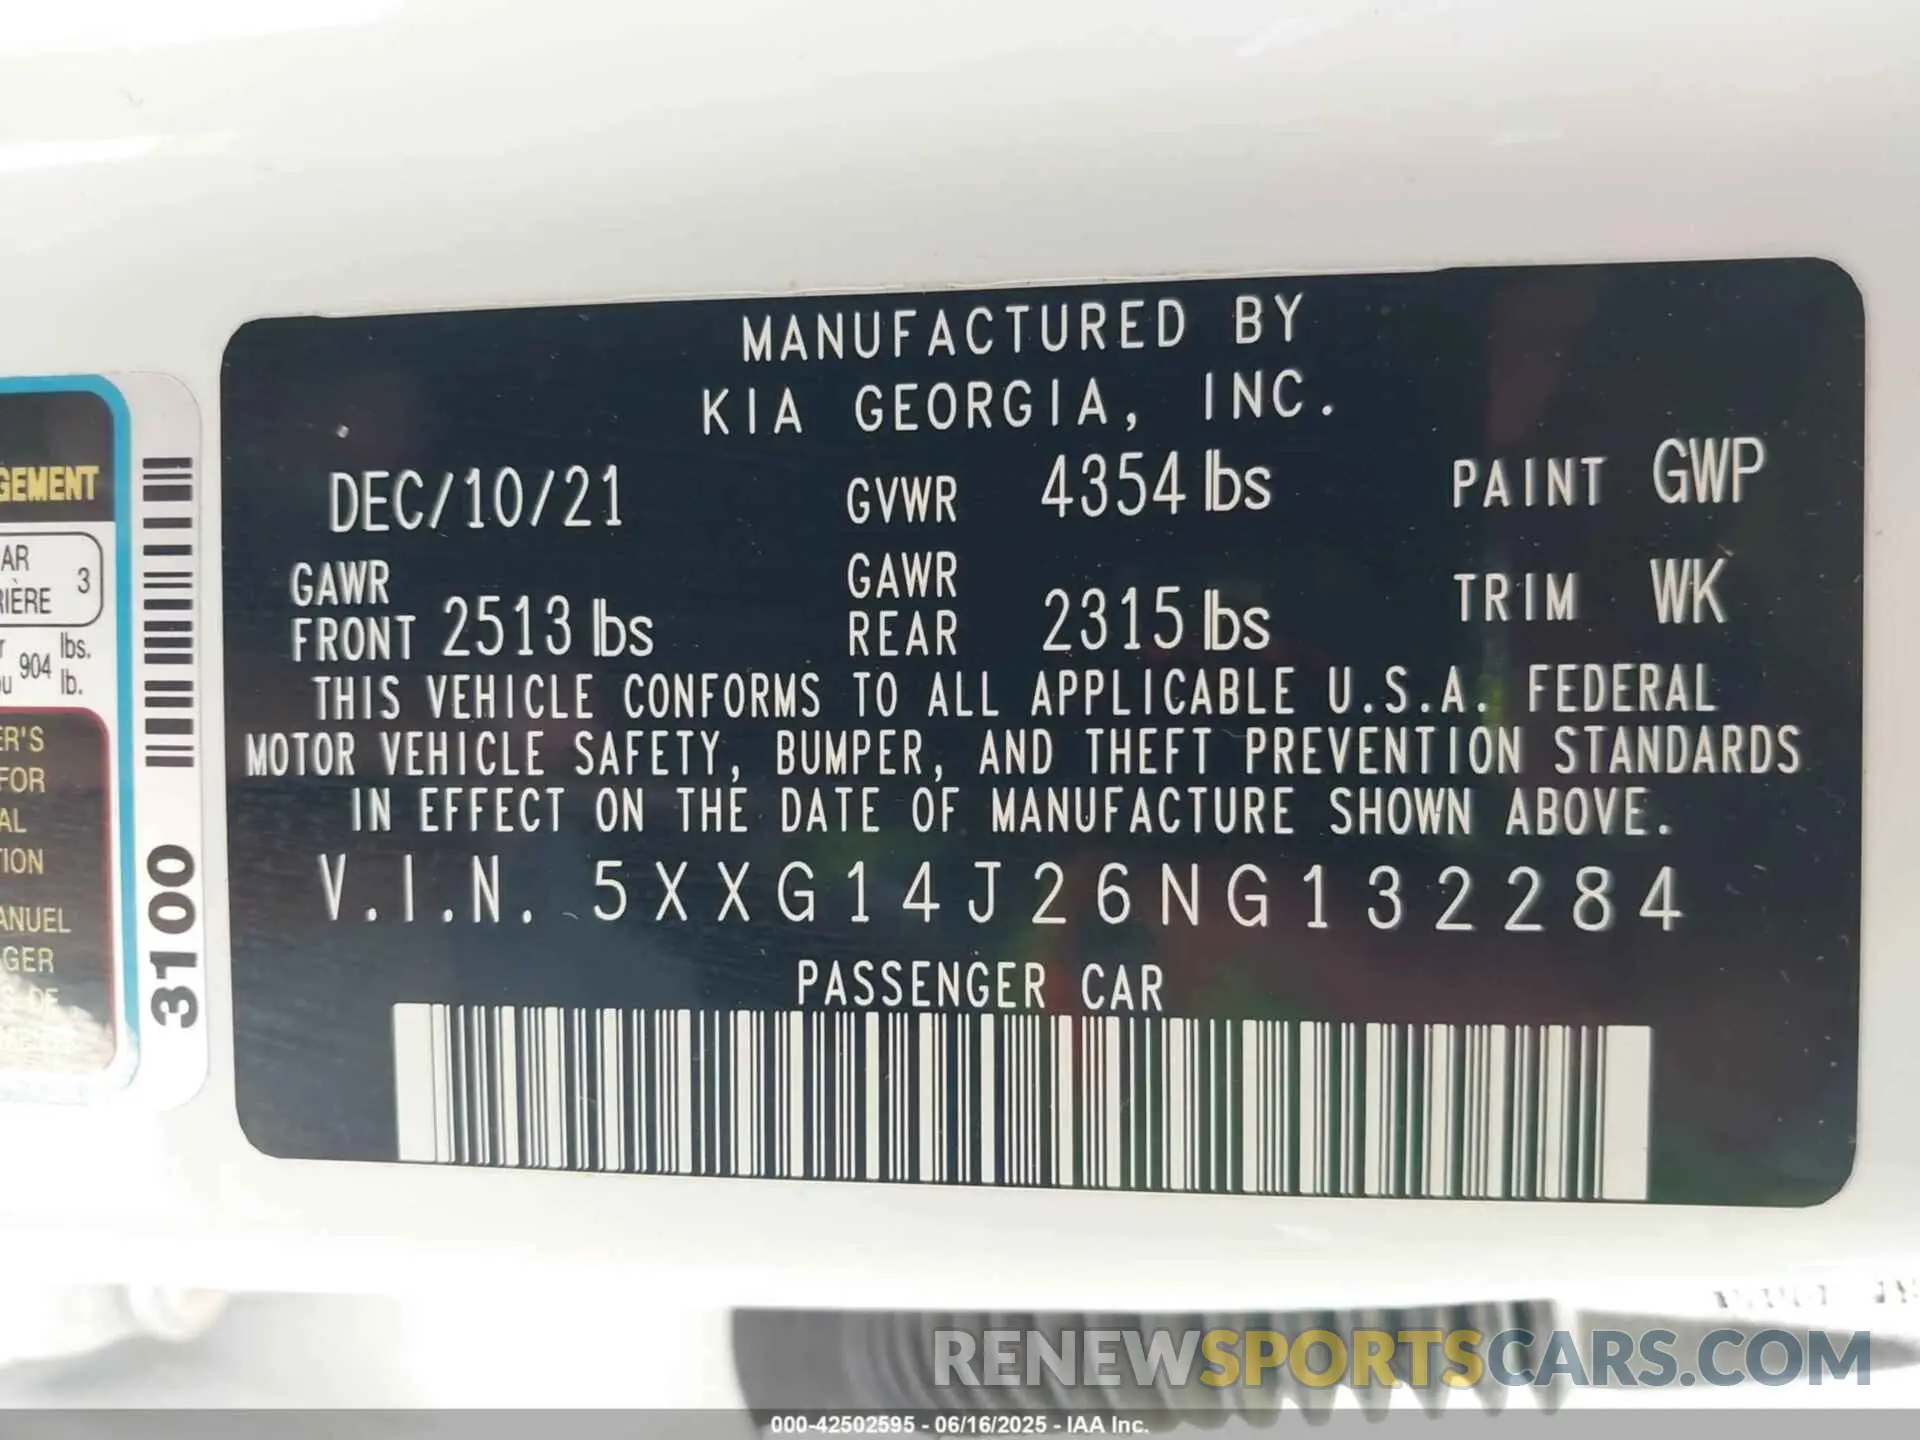 MANUFACTURED BY
KIA GEORGIA, INC.
DEC/10/21 GVWR 4354 lbs PAINT GWP
GAWR FRONT 2513 lbs GAWR REAR 2315 lbs TRIM WK
THIS VEHICLE CONFORMS TO ALL APPLICABLE U.S.A. FEDERAL
MOTOR VEHICLE SAFETY, BUMPER, AND THEFT PREVENTION STANDARDS
IN EFFECT ON THE DATE OF MANUFACTURE SHOWN ABOVE.
V.I.N. 5XXG14J26NG132284
PASSENGER CAR
GEMENT
AR
RIÈRE 3
904 lbs.
lb.
ER'S
FOR
AL
TION
ANUEL
GER
S DE
3100
RENEWSPORTSCARS.COM
000-42502595 - 06/16/2025 - IAA Inc.